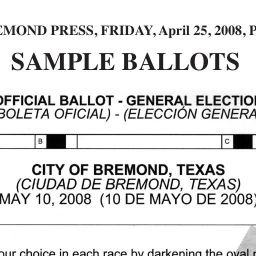 EMOND PRESS, FRIDAY, April 25, 2008, P
SAMPLE BALLOTS
OFFICIAL BALLOT - GENERAL ELECTION
BOLETA OFICIAL) - (ELECCIÓN GENERA
B C
CITY OF BREMOND, TEXAS
(CIUDAD DE BREMOND, TEXAS)
MAY 10, 2008 (10 DE MAYO DE 2008)
our choice in each race by darkening the oval p